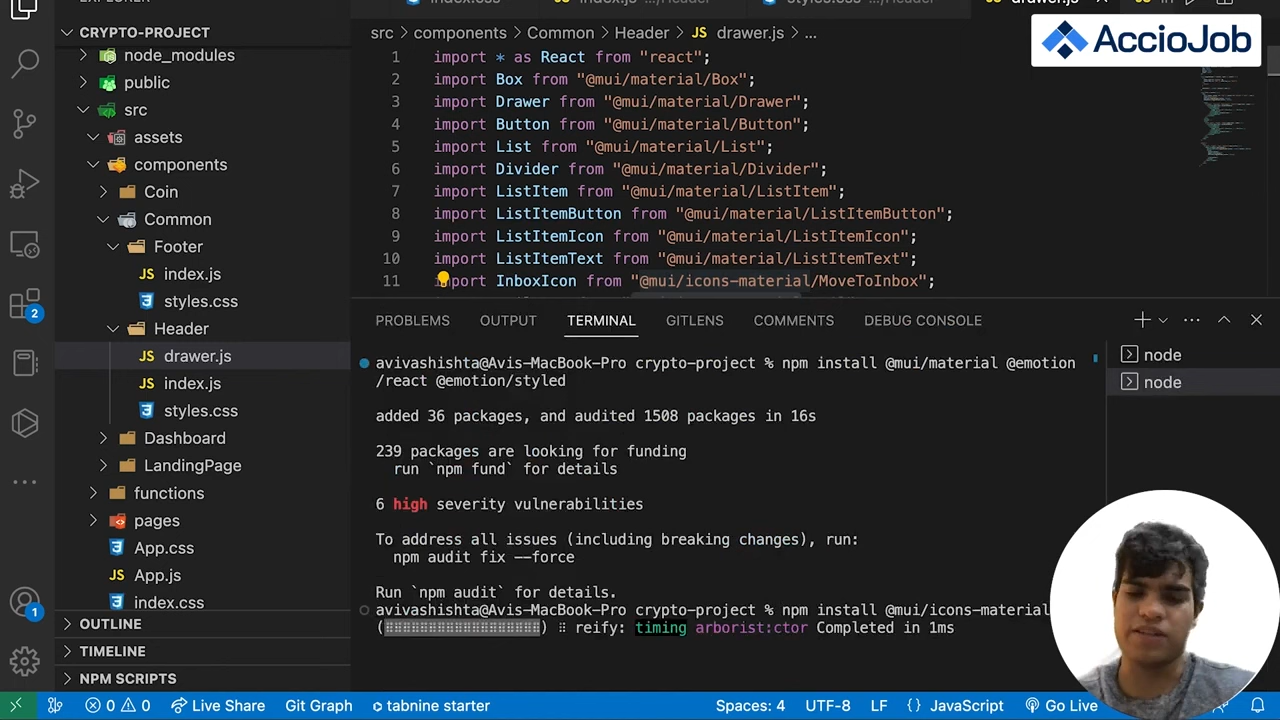 EXPLORER
index.css
index.js .../Header
styles.css .../Header
drawer.js
AccioJob
CRYPTO-PROJECT
node_modules
public
src
assets
components
Coin
Common
Footer
index.js
styles.css
Header
drawer.js
index.js
styles.css
Dashboard
LandingPage
functions
pages
App.css
App.js
index.css
OUTLINE
TIMELINE
NPM SCRIPTS
2
1
src > components > Common > Header > JS drawer.js > ...
1 import * as React from "react";
2 import Box from "@mui/material/Box";
3 import Drawer from "@mui/material/Drawer";
4 import Button from "@mui/material/Button";
5 import List from "@mui/material/List";
6 import Divider from "@mui/material/Divider";
7 import ListItem from "@mui/material/ListItem";
8 import ListItemButton from "@mui/material/ListItemButton";
9 import ListItemIcon from "@mui/material/ListItemIcon";
10 import ListItemText from "@mui/material/ListItemText";
11 import InboxIcon from "@mui/icons-material/MoveToInbox";
PROBLEMS OUTPUT TERMINAL GITLENS COMMENTS DEBUG CONSOLE
avivashishta@Avis-MacBook-Pro crypto-project % npm install @mui/material @emotion
/react @emotion/styled
added 36 packages, and audited 1508 packages in 16s
239 packages are looking for funding
run `npm fund` for details
6 high severity vulnerabilities
To address all issues (including breaking changes), run:
npm audit fix --force
Run `npm audit` for details.
avivashishta@Avis-MacBook-Pro crypto-project % npm install @mui/icons-material
reify: timing arborist:ctor Completed in 1ms
node
node
0 0 Live Share Git Graph tabnine starter Spaces: 4 UTF-8 LF {} JavaScript Go Live